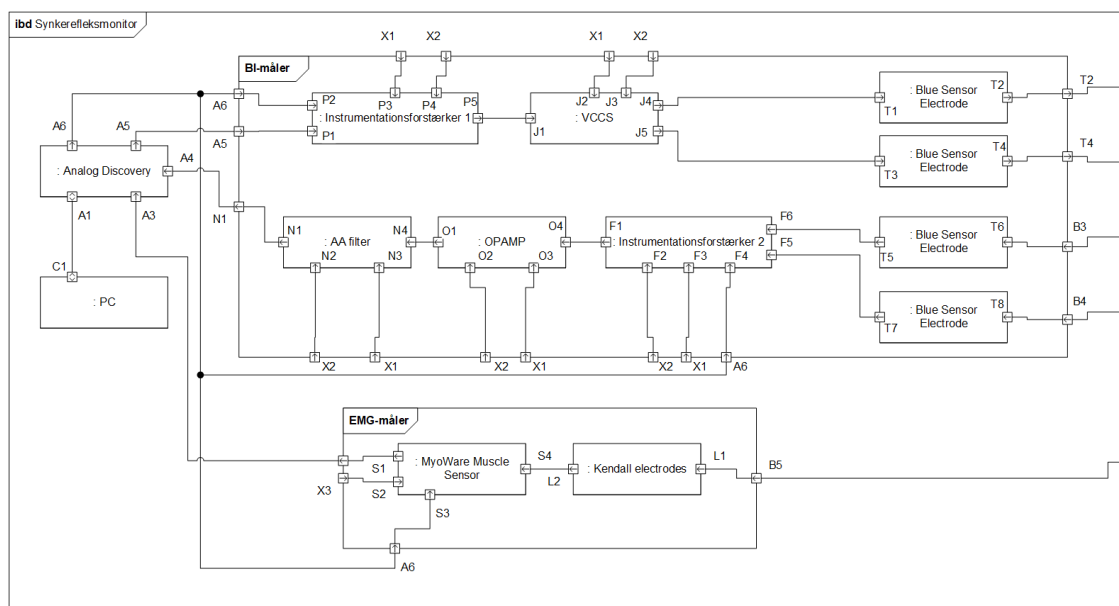 ibd Synkerefleksmonitor
X1
X2
X1
X2
BI-måler
A6
P2
P3
P4
P5
: Instrumentationsforstærker 1
P1
J2
J3
J4
: VCCS
J1
J5
T1
: Blue Sensor
Electrode
T2
T2
A6
A5
A5
: Analog Discovery
A4
A1
A3
T3
: Blue Sensor
Electrode
T4
T4
N1
N1
: AA filter
N4
N2
N3
O1
: OPAMP
O4
O2
O3
F1
: Instrumentationsforstærker 2
F2
F3
F4
F6
F5
T5
: Blue Sensor
Electrode
T6
B3
C1
: PC
T7
: Blue Sensor
Electrode
T8
B4
X2
X1
X2
X1
X2
X1
A6
EMG-måler
S1
: MyoWare Muscle
Sensor
S4
L2
: Kendall electrodes
L1
B5
X3
S2
S3
A6